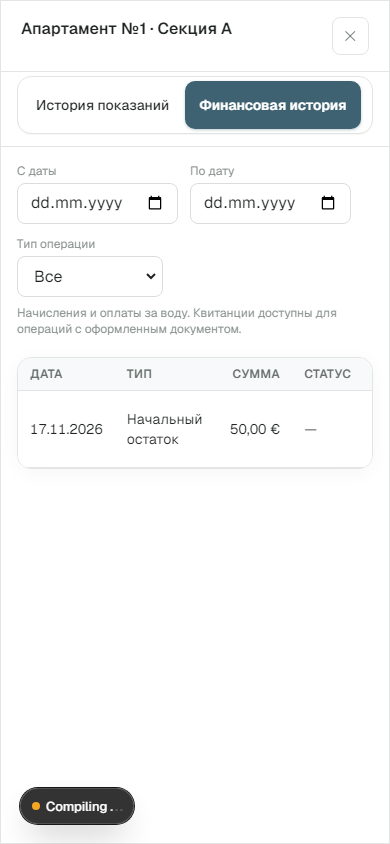 Апартамент №1 · Секция А
История показаний
Финансовая история
С даты
По дату
dd.mm.yyyy
dd.mm.yyyy
Тип операции
Все
Начисления и оплаты за воду. Квитанции доступны для
операций с оформленным документом.
ДАТА ТИП СУММА СТАТУС
17.11.2026 Начальный остаток 50,00 € —
Compiling ...